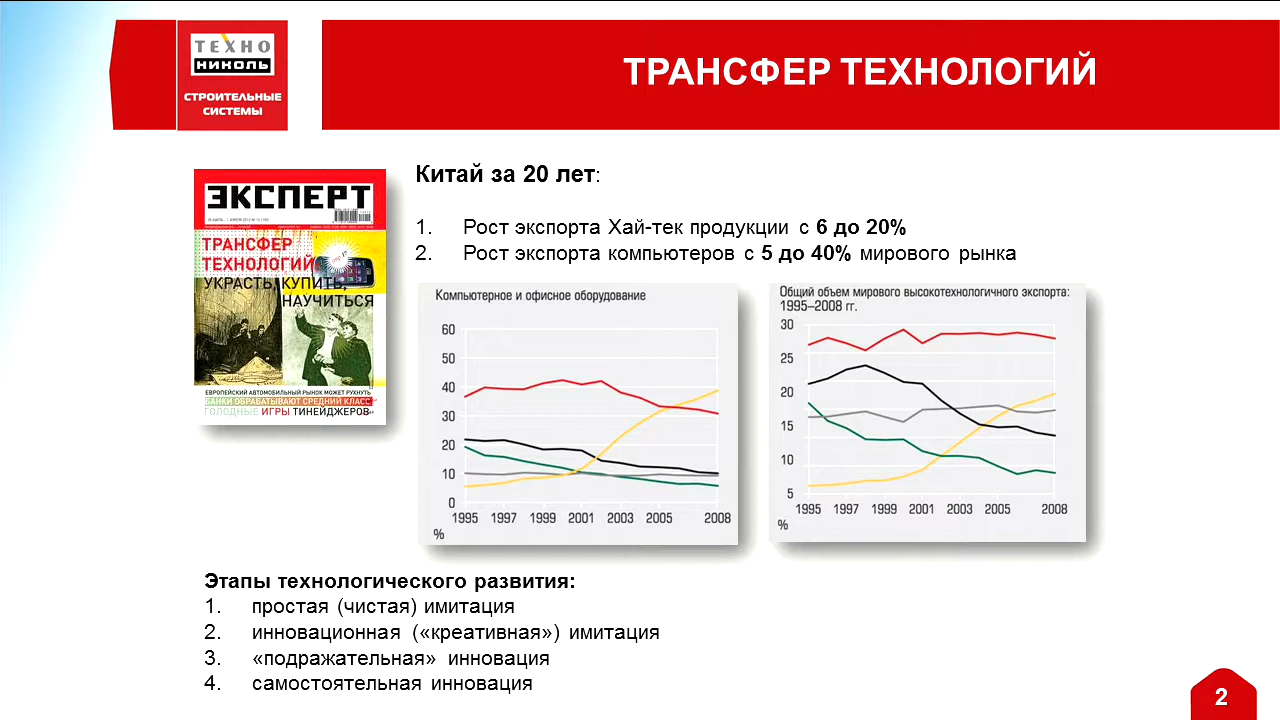 ТЕХНО
НИКОЛЬ
СТРОИТЕЛЬНЫЕ
СИСТЕМЫ
ТРАНСФЕР ТЕХНОЛОГИЙ
ЭКСПЕРТ
ТРАНСФЕР
ТЕХНОЛОГИЙ
УКРАСТЬ, КУПИТЬ,
НАУЧИТЬСЯ
ЕВРОПЕЙСКИЙ АВТОМОБИЛЬНЫЙ РЫНОК МОЖЕТ РУХНУТЬ
БАНКИ ОБРАБАТЫВАЮТ СРЕДНИЙ КЛАСС
ГОЛОДНЫЕ ИГРЫ ТИНЕЙДЖЕРОВ
Китай за 20 лет:
1. Рост экспорта Хай-тек продукции с 6 до 20%
2. Рост экспорта компьютеров с 5 до 40% мирового рынка
Компьютерное и офисное оборудование
60
50
40
30
20
10
0
1995 1997 1999 2001 2003 2005 2008
%
Общий объем мирового высокотехнологичного экспорта:
1995–2008 гг.
30
25
20
15
10
5
1995 1997 1999 2001 2003 2005 2008
%
Этапы технологического развития:
1. простая (чистая) имитация
2. инновационная («креативная») имитация
3. «подражательная» инновация
4. самостоятельная инновация
2